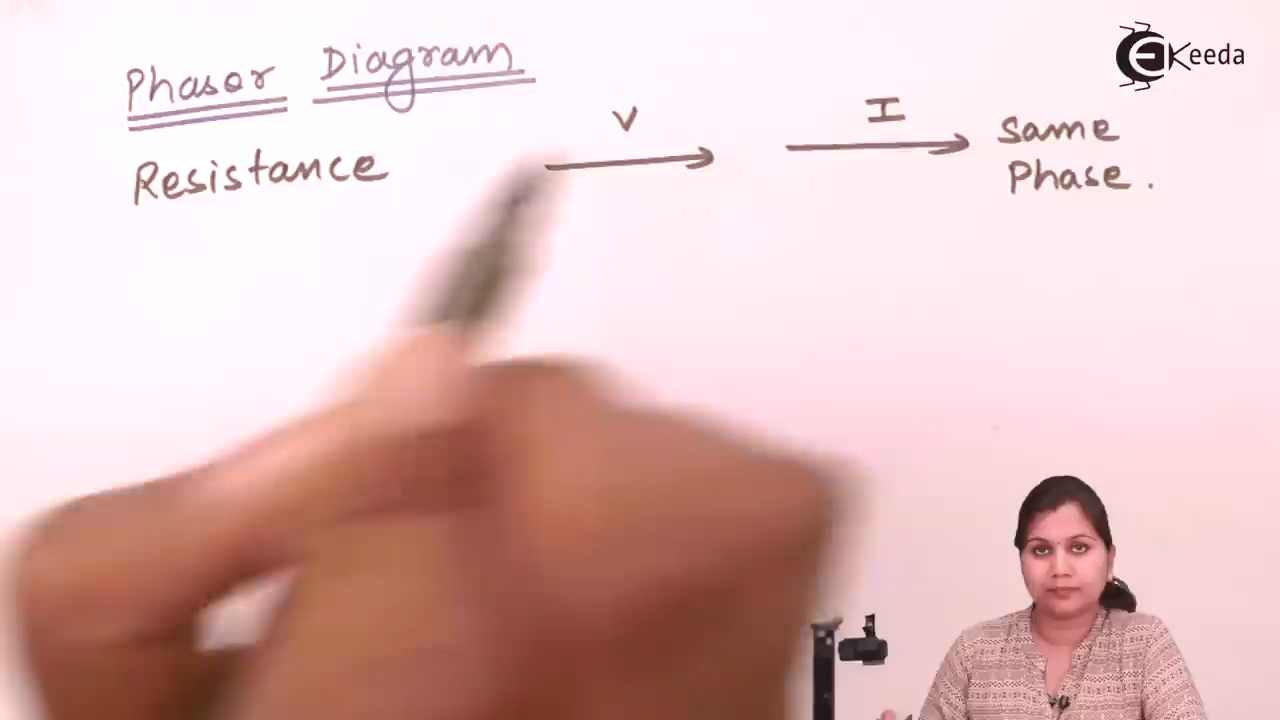 Phasor Diagram
EKeeda
Resistance
V
I
Same
Phase.